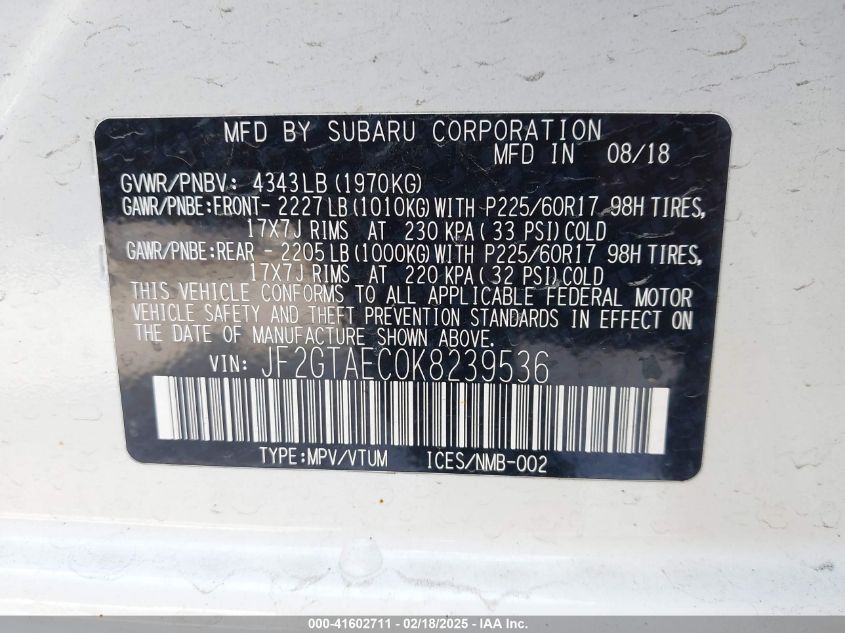 MFD BY SUBARU CORPORATION
MFD IN 08/18
GVWR/PNBV: 4343LB (1970KG)
GAWR/PNBE:FRONT- 2227LB (1010KG) WITH P225/60R17 98H TIRES,
17X7J RIMS AT 230 KPA ( 33 PSI) COLD
GAWR/PNBE:REAR - 2205LB (1000KG) WITH P225/60R17 98H TIRES,
17X7J RIMS AT 220 KPA ( 32 PSI) COLD
THIS VEHICLE CONFORMS TO ALL APPLICABLE FEDERAL MOTOR
VEHICLE SAFETY AND THEFT PREVENTION STANDARDS IN EFFECT ON
THE DATE OF MANUFACTURE SHOWN ABOVE.
VIN: JF2GTAEC0K8239536
TYPE:MPV/VTUM ICES/NMB-002
000-41602711 - 02/18/2025 - IAA Inc.